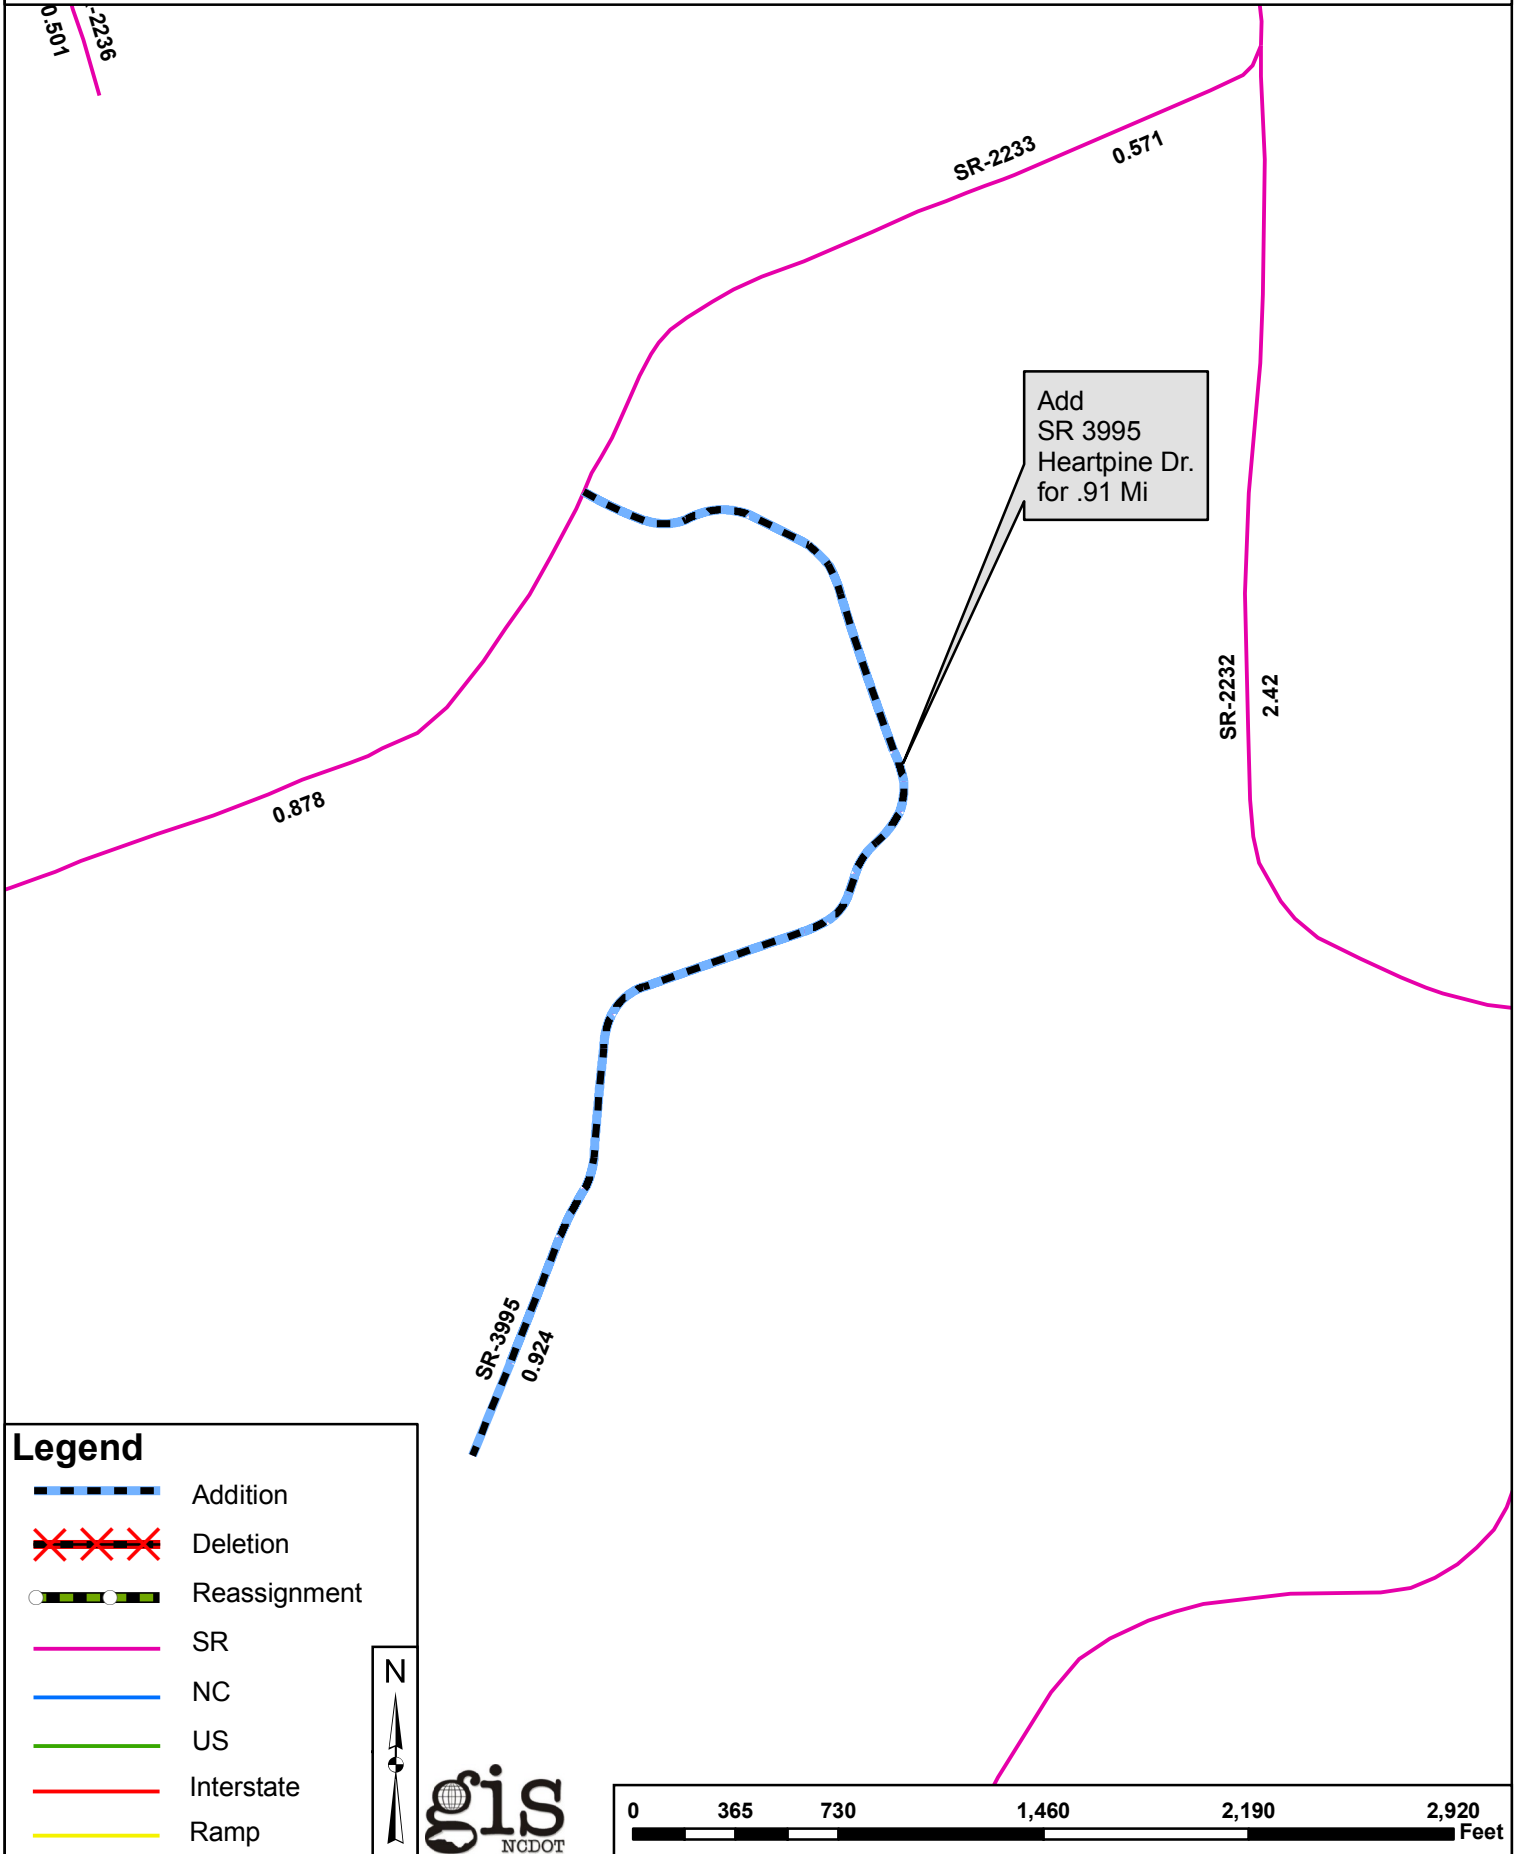 -2236
0.501
SR-2233
0.571
Add
SR 3995
Heartpine Dr.
for .91 Mi
SR-2232
2.42
0.878
SR-3995
0.924
Legend
Addition
Deletion
Reassignment
SR
NC
US
Interstate
Ramp
N
gis
NCDOT
0 365 730 1,460 2,190 2,920
Feet